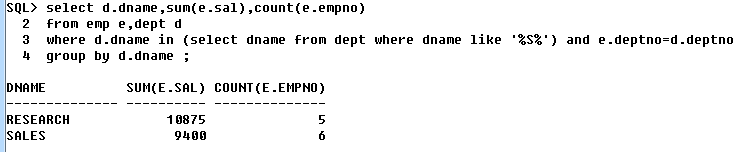 SQL> select d.dname,sum(e.sal),count(e.empno)
  2  from emp e,dept d
  3  where d.dname in (select dname from dept where dname like '%S%') and e.deptno=d.deptno
  4  group by d.dname ;
DNAME          SUM(E.SAL) COUNT(E.EMPNO)
-------------- ---------- --------------
RESEARCH            10875              5
SALES                9400              6